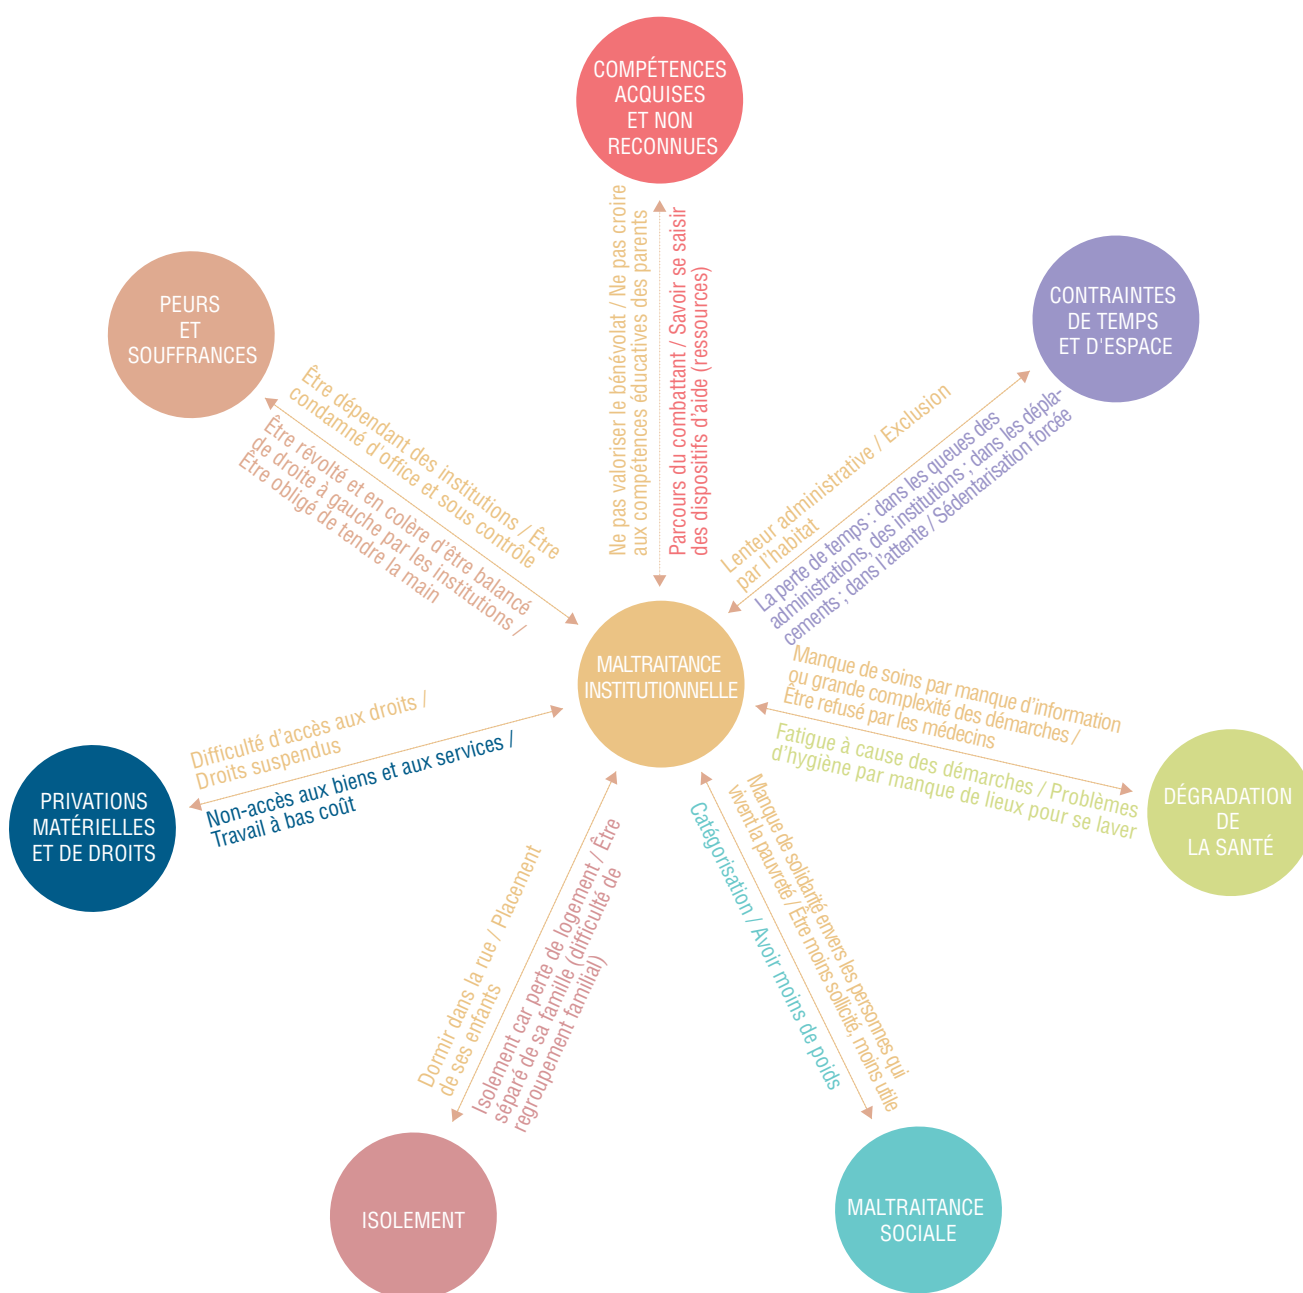 COMPÉTENCES
ACQUISES
ET NON
RECONNUES
Ne pas valoriser le bénévolat / Ne pas croire
aux compétences éducatives des parents
Parcours du combattant / Savoir se saisir
des dispositifs d'aide (ressources)
CONTRAINTES
DE TEMPS
ET D'ESPACE
Lenteur administrative / Exclusion
par l'habitat
La perte de temps : dans les queues des
administrations, des institutions ; dans les dépla-
cements ; dans l'attente / Sédentarisation forcée
PEURS
ET
SOUFFRANCES
Être dépendant des institutions / Être
condamné d'office et sous contrôle
Être révolté et en colère d'être balancé
de droite à gauche par les institutions /
Être obligé de tendre la main
MALTRAITANCE
INSTITUTIONNELLE
Manque de soins par manque d'information
ou grande complexité des démarches /
Être refusé par les médecins
Fatigue à cause des démarches / Problèmes
d'hygiène par manque de lieux pour se laver
DÉGRADATION
DE
LA SANTÉ
Difficulté d'accès aux droits /
Droits suspendus
Non-accès aux biens et aux services /
Travail à bas coût
PRIVATIONS
MATÉRIELLES
ET DE DROITS
Dormir dans la rue / Placement
de ses enfants
Isolement car perte de logement / Être
séparé de sa famille (difficulté de
regroupement familial)
ISOLEMENT
Manque de solidarité envers les personnes qui
vivent la pauvreté / Être moins sollicité, moins utile
Catégorisation / Avoir moins de poids
MALTRAITANCE
SOCIALE